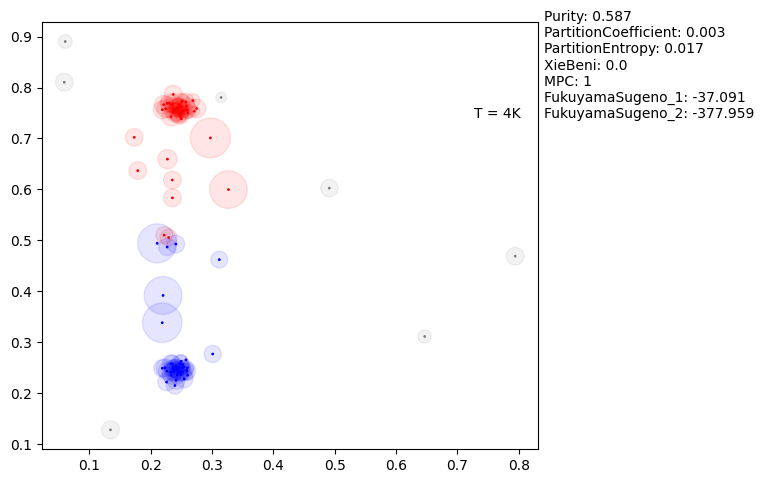 Purity: 0.587
PartitionCoefficient: 0.003
PartitionEntropy: 0.017
XieBeni: 0.0
MPC: 1
FukuyamaSugeno_1: -37.091
FukuyamaSugeno_2: -377.959
T = 4K
0.9
0.8
0.7
0.6
0.5
0.4
0.3
0.2
0.1
0.1
0.2
0.3
0.4
0.5
0.6
0.7
0.8